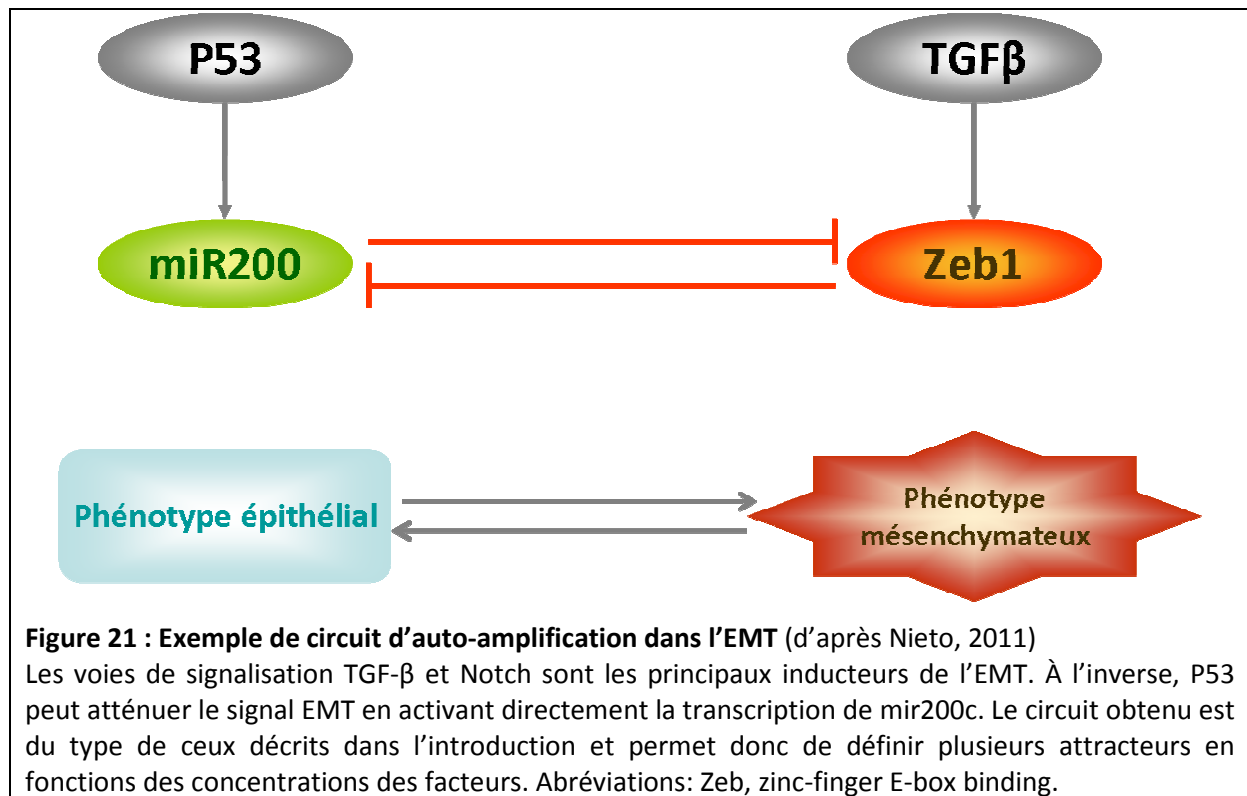 P53
TGFβ
miR200
Zeb1
Phénotype épithélial
Phénotype
mésenchymateux
Figure 21 : Exemple de circuit d’auto-amplification dans l’EMT (d’après Nieto, 2011)
Les voies de signalisation TGF-β et Notch sont les principaux inducteurs de l’EMT. À l’inverse, P53
peut atténuer le signal EMT en activant directement la transcription de mir200c. Le circuit obtenu est
du type de ceux décrits dans l’introduction et permet donc de définir plusieurs attracteurs en
fonctions des concentrations des facteurs. Abréviations: Zeb, zinc-finger E-box binding.